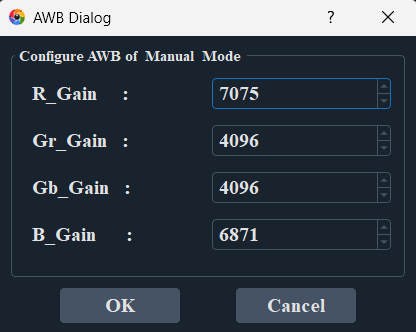 AWB Dialog ?
Configure AWB of Manual Mode
R_Gain : 7075
Gr_Gain : 4096
Gb_Gain : 4096
B_Gain : 6871
OK Cancel